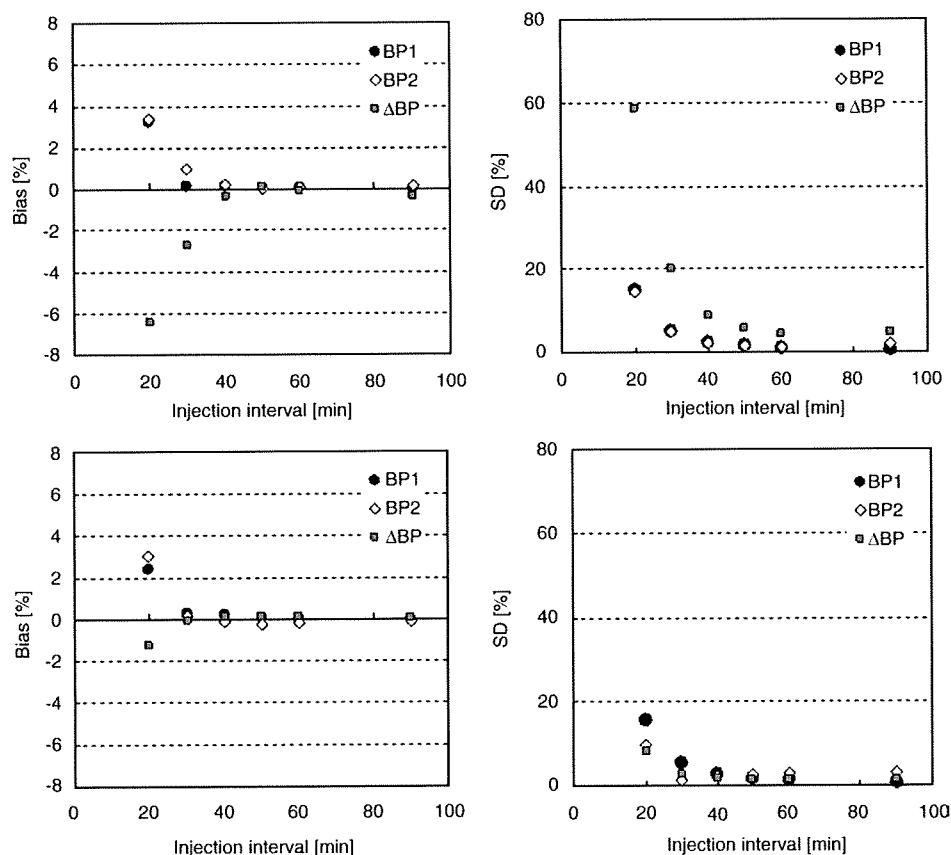 8
6
4
2
0
-2
-4
-6
-8
Bias [%]
0 20 40 60 80 100
Injection interval [min]
BP1
BP2
ΔBP
80
60
40
20
0
SD [%]
0 20 40 60 80 100
Injection interval [min]
BP1
BP2
ΔBP
8
6
4
2
0
-2
-4
-6
-8
Bias [%]
0 20 40 60 80 100
Injection interval [min]
BP1
BP2
ΔBP
80
60
40
20
0
SD [%]
0 20 40 60 80 100
Injection interval [min]
BP1
BP2
ΔBP